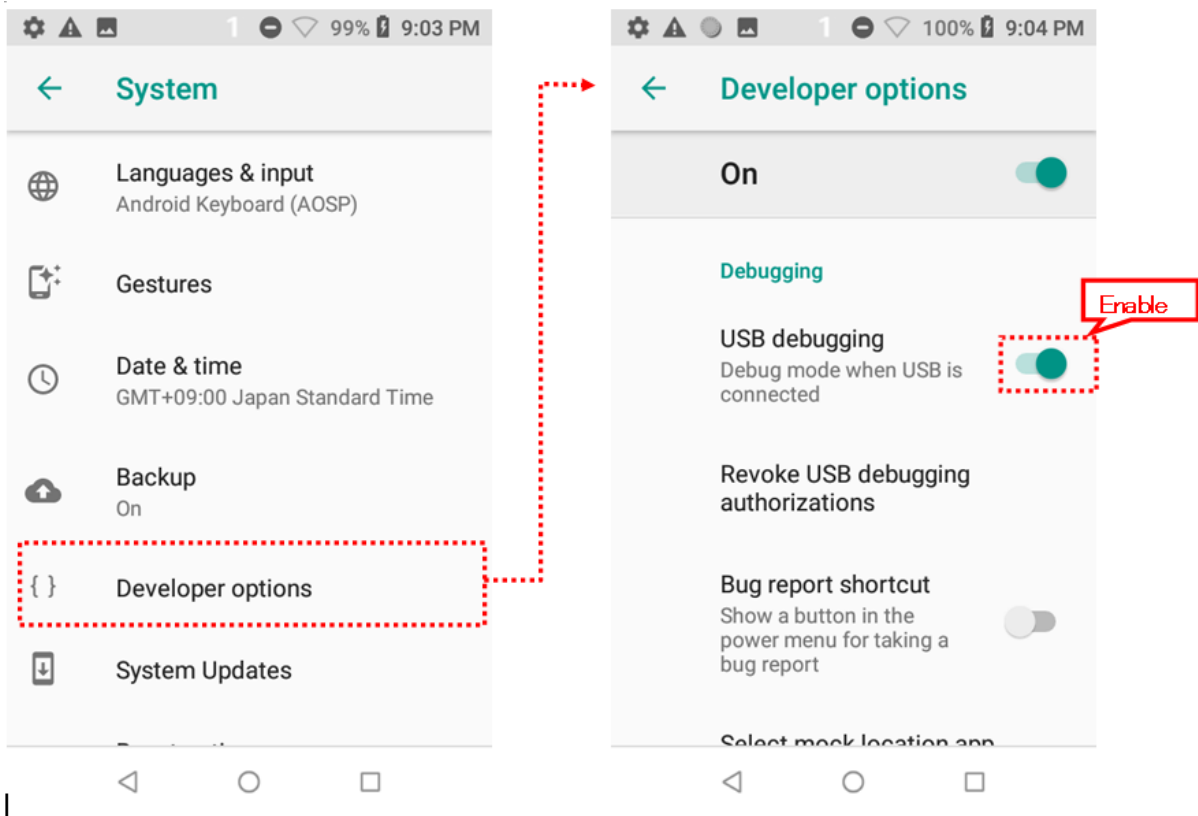 1 99% 9:03 PM
System
Languages & input
Android Keyboard (AOSP)
Gestures
Date & time
GMT+09:00 Japan Standard Time
Backup
On
{ } Developer options
System Updates
1 100% 9:04 PM
Developer options
On
Debugging
Enable
USB debugging
Debug mode when USB is
connected
Revoke USB debugging
authorizations
Bug report shortcut
Show a button in the
power menu for taking a
bug report
Select mock location app